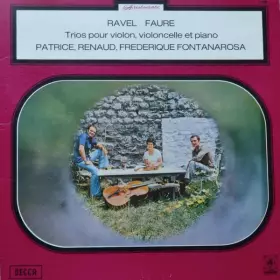 RAVEL FAURE
Trios pour violon, violoncelle et piano
PATRICE, RENAUD, FREDERIQUE FONTANAROSA
DECCA